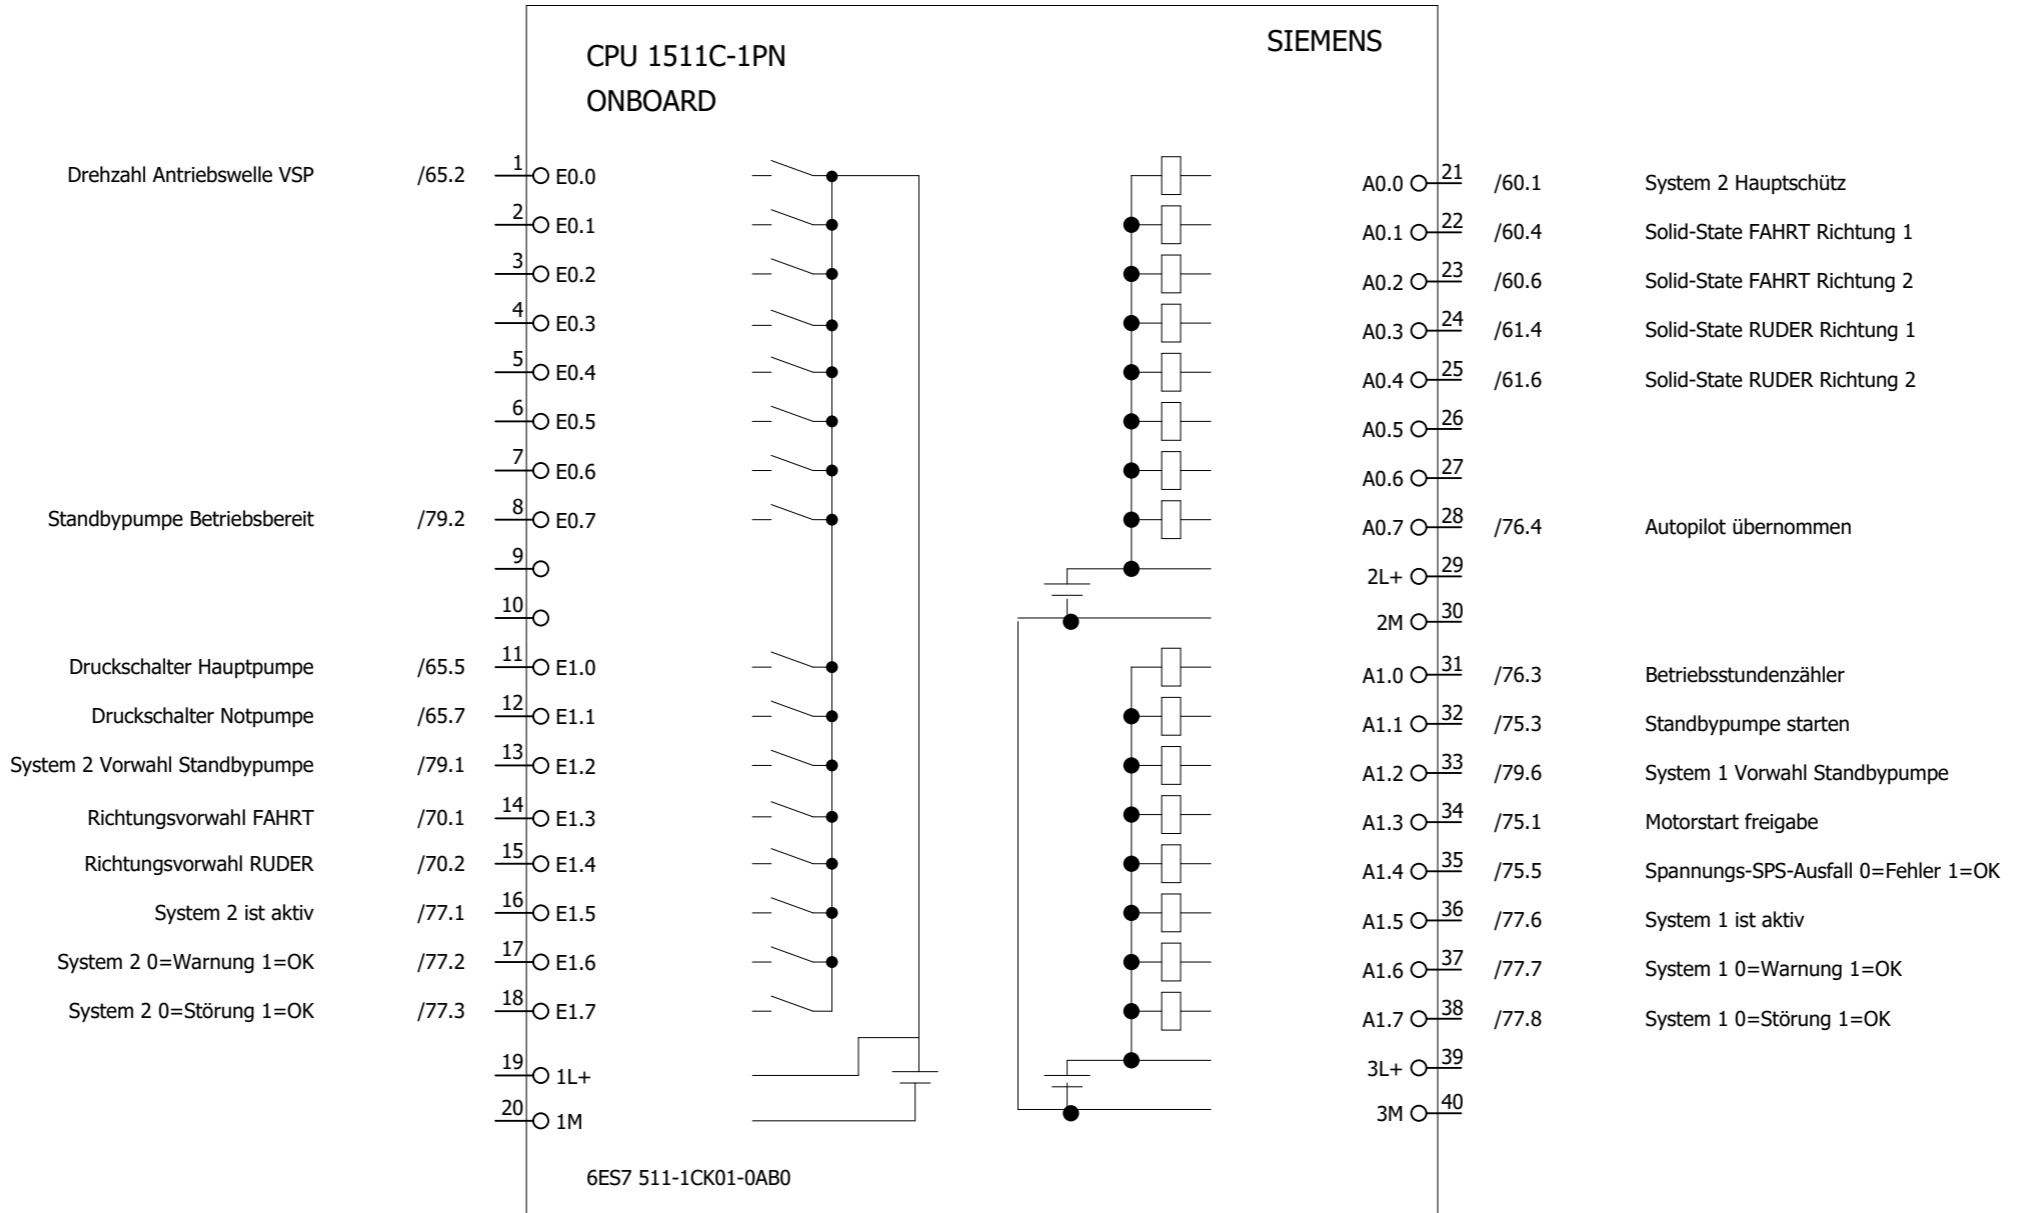 CPU 1511C-1PN
SIEMENS
ONBOARD
Drehzahl Antriebswelle VSP /65.2 1 E0.0 A0.0 21 /60.1 System 2 Hauptschütz
2 E0.1 A0.1 22 /60.4 Solid-State FAHRT Richtung 1
3 E0.2 A0.2 23 /60.6 Solid-State FAHRT Richtung 2
4 E0.3 A0.3 24 /61.4 Solid-State RUDER Richtung 1
5 E0.4 A0.4 25 /61.6 Solid-State RUDER Richtung 2
6 E0.5 A0.5 26
7 E0.6 A0.6 27
Standbypumpe Betriebsbereit /79.2 8 E0.7 A0.7 28 /76.4 Autopilot übernommen
9 2L+ 29
10 2M 30
Druckschalter Hauptpumpe /65.5 11 E1.0 A1.0 31 /76.3 Betriebsstundenzähler
Druckschalter Notpumpe /65.7 12 E1.1 A1.1 32 /75.3 Standbypumpe starten
System 2 Vorwahl Standbypumpe /79.1 13 E1.2 A1.2 33 /79.6 System 1 Vorwahl Standbypumpe
Richtungsvorwahl FAHRT /70.1 14 E1.3 A1.3 34 /75.1 Motorstart freigabe
Richtungsvorwahl RUDER /70.2 15 E1.4 A1.4 35 /75.5 Spannungs-SPS-Ausfall 0=Fehler 1=OK
System 2 ist aktiv /77.1 16 E1.5 A1.5 36 /77.6 System 1 ist aktiv
System 2 0=Warnung 1=OK /77.2 17 E1.6 A1.6 37 /77.7 System 1 0=Warnung 1=OK
System 2 0=Störung 1=OK /77.3 18 E1.7 A1.7 38 /77.8 System 1 0=Störung 1=OK
19 1L+ 3L+ 39
20 1M 3M 40
6ES7 511-1CK01-0AB0